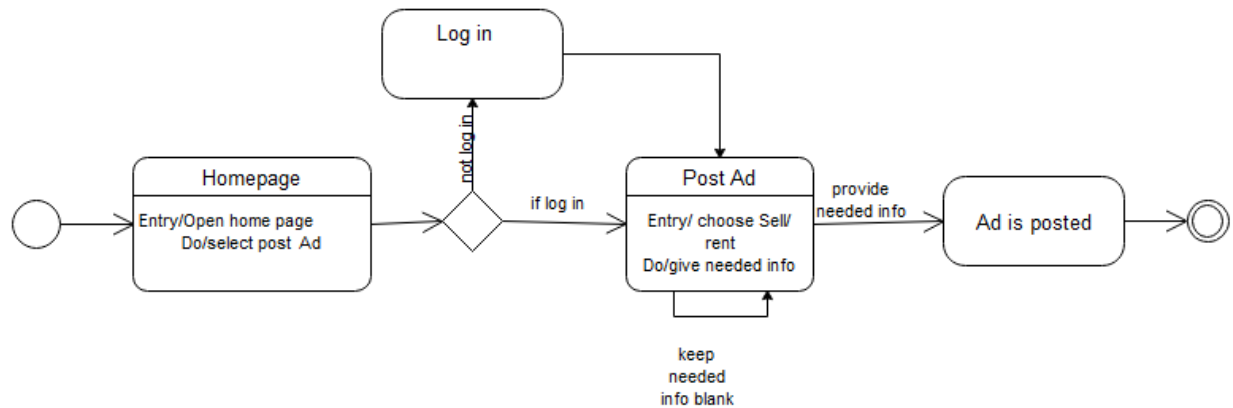 Log in
not log in
Homepage
Entry/Open home page
Do/select post Ad
if log in
Post Ad
Entry/ choose Sell/
rent
Do/give needed info
provide
needed info
Ad is posted
keep
needed
info blank